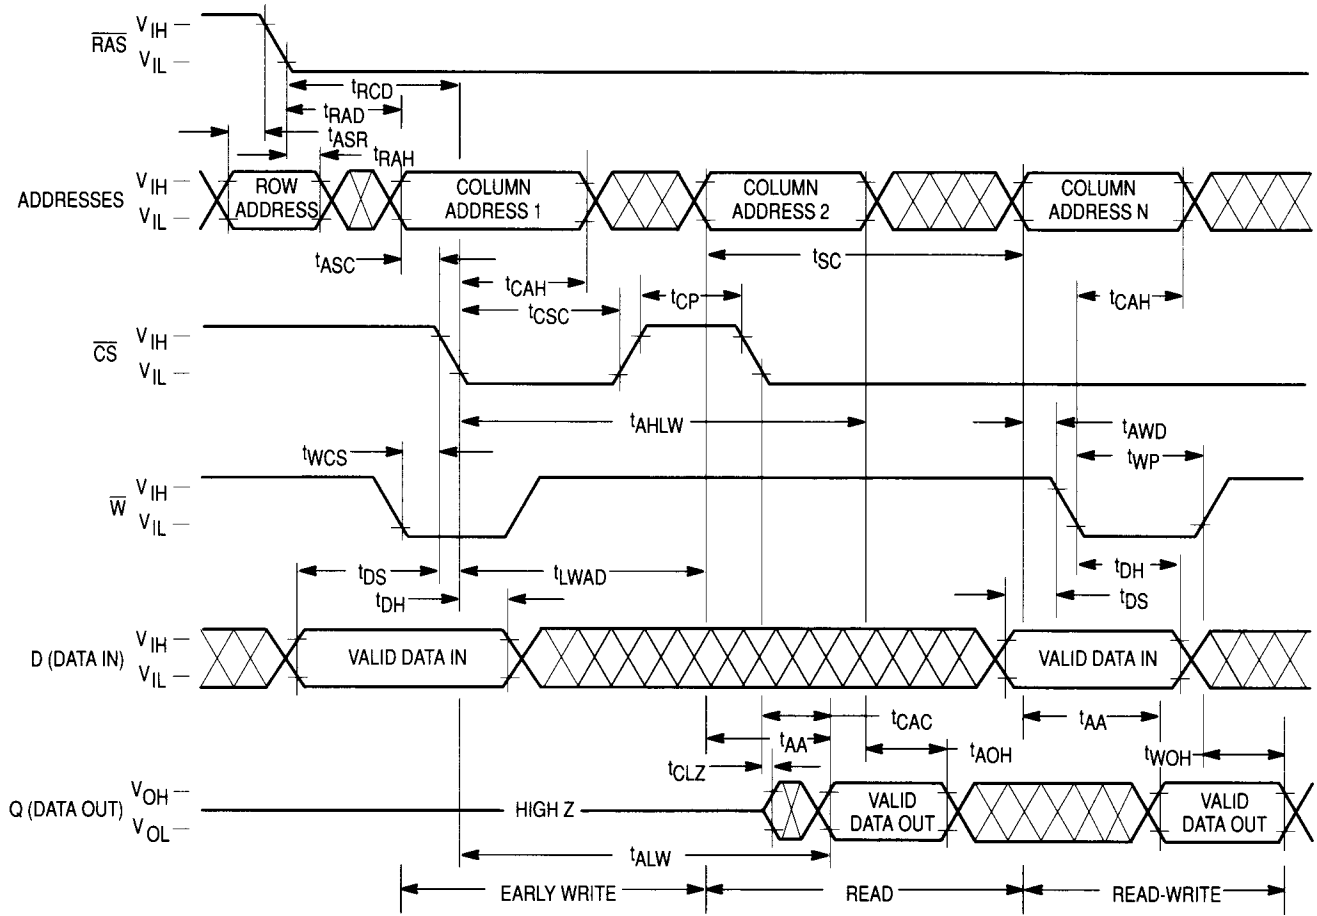 RAS
VIH
VIL
tRCD
tRAD
tASR
tRAH
ADDRESSES
VIH
VIL
ROW ADDRESS
COLUMN ADDRESS 1
COLUMN ADDRESS 2
COLUMN ADDRESS N
tASC
tSC
tCAH
tCP
tCAH
tCSC
CS
VIH
VIL
tAHLW
tAWD
tWCS
tWP
W
VIH
VIL
tDS
tLWAD
tDH
tDH
tDS
D (DATA IN)
VIH
VIL
VALID DATA IN
VALID DATA IN
tCAC
tAA
tAA
tAOH
tWOH
tCLZ
Q (DATA OUT)
VOH
VOL
HIGH Z
VALID DATA OUT
VALID DATA OUT
tALW
EARLY WRITE
READ
READ-WRITE